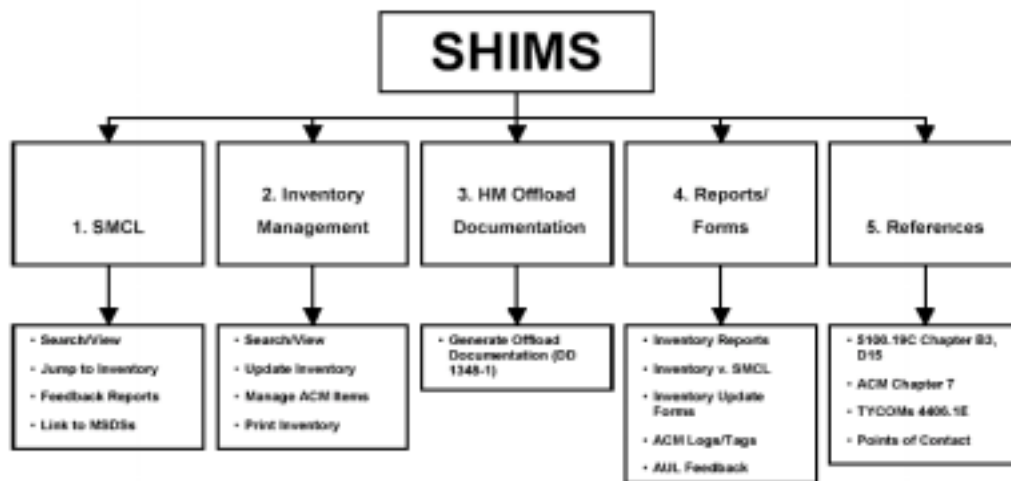 SHIMS
1. SMCL
2. Inventory
Management
3. HM Offload
Documentation
4. Reports/
Forms
5. References
• Search/View
• Jump to Inventory
• Feedback Reports
• Link to MSDSs
• Search/View
• Update Inventory
• Manage ACM Items
• Print Inventory
• Generate Offload
Documentation (DD
1348-1)
• Inventory Reports
• Inventory v. SMCL
• Inventory Update
Forms
• ACM Logs/Tags
• AUL Feedback
• 5100.19C Chapter B3,
D15
• ACM Chapter 7
• TYCOMs 4406.1E
• Points of Contact